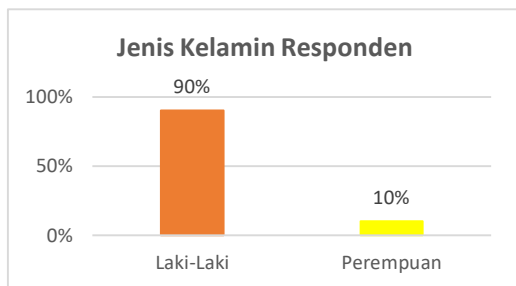 Jenis Kelamin Responden
90%
100%
50%
10%
0%
Laki-Laki
Perempuan